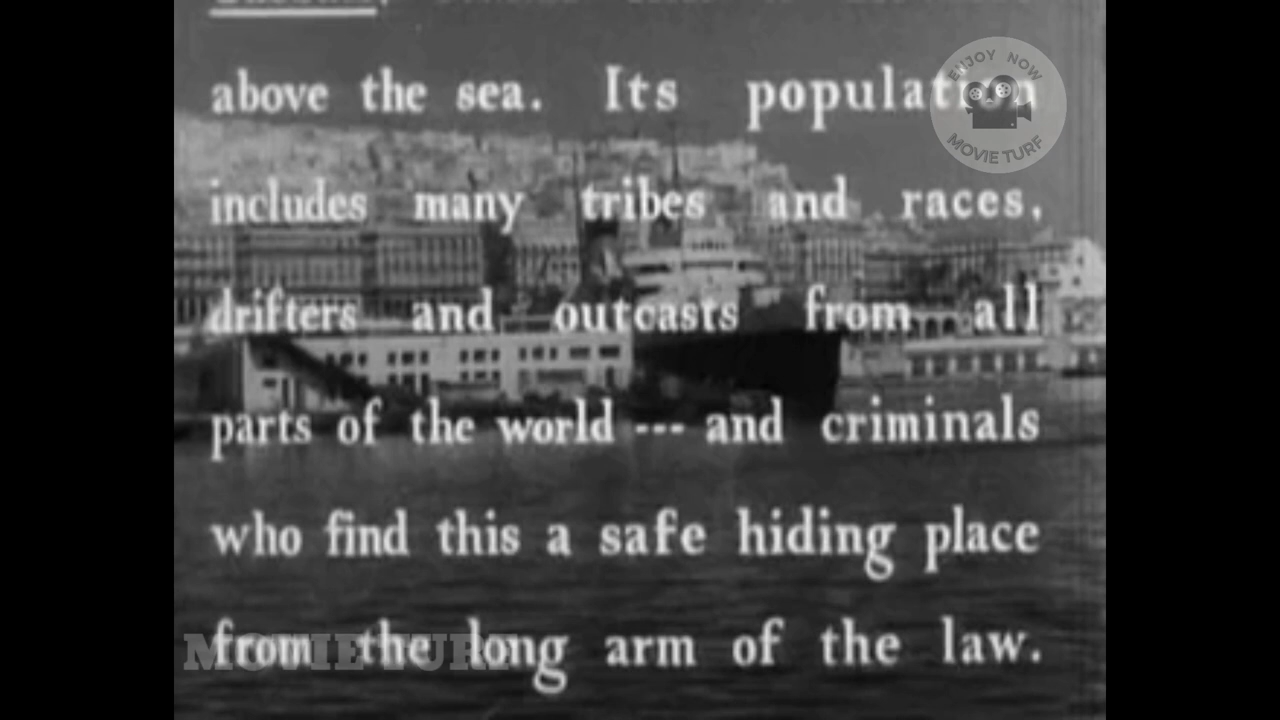 above the sea. Its population
includes many tribes and races,
drifters and outcasts from all
parts of the world --- and criminals
who find this a safe hiding place
from the long arm of the law.
ENJOY NOW
MOVIE TURF
MOVIE TURF